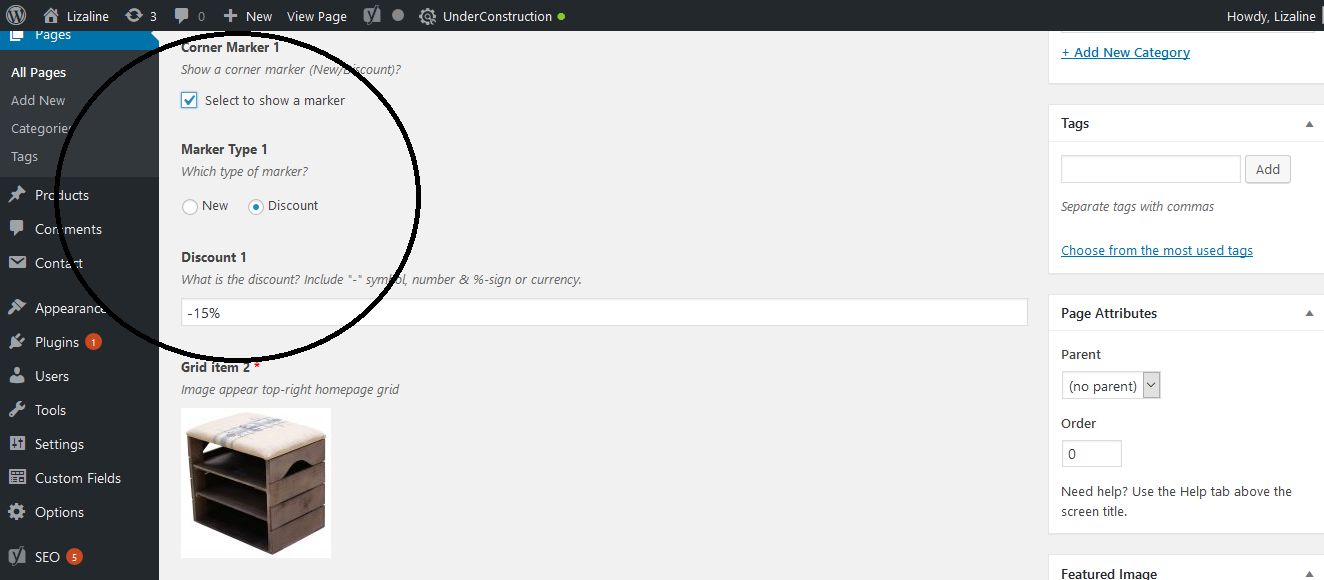 Lizaline 3 0 New View Page UnderConstruction Howdy, Lizaline
Pages
All Pages
Add New
Categories
Tags
Products
Comments
Contact
Appearance
Plugins 1
Users
Tools
Settings
Custom Fields
Options
SEO 5
Corner Marker 1
Show a corner marker (New/Discount)?
Select to show a marker
Marker Type 1
Which type of marker?
New Discount
Discount 1
What is the discount? Include "-" symbol, number & %-sign or currency.
-15%
Grid item 2 *
Image appear top-right homepage grid
+ Add New Category
Tags
Add
Separate tags with commas
Choose from the most used tags
Page Attributes
Parent
(no parent)
Order
0
Need help? Use the Help tab above the
screen title.
Featured Image